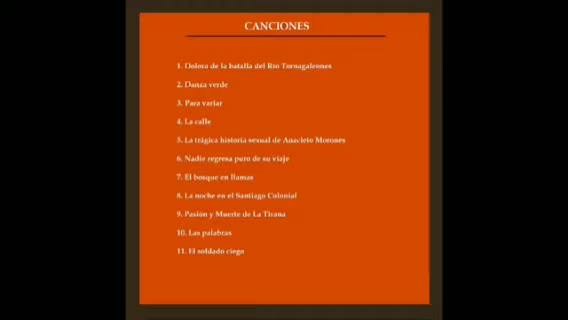 CANCIONES
1. Dolora de la batalla del Río Tornagaleones
2. Danza verde
3. Para variar
4. La calle
5. La trágica historia sexual de Anacleto Morones
6. Nadie regresa puro de su viaje
7. El bosque en llamas
8. La noche en el Santiago Colonial
9. Pasión y Muerte de La Tirana
10. Las palabras
11. El soldado ciego